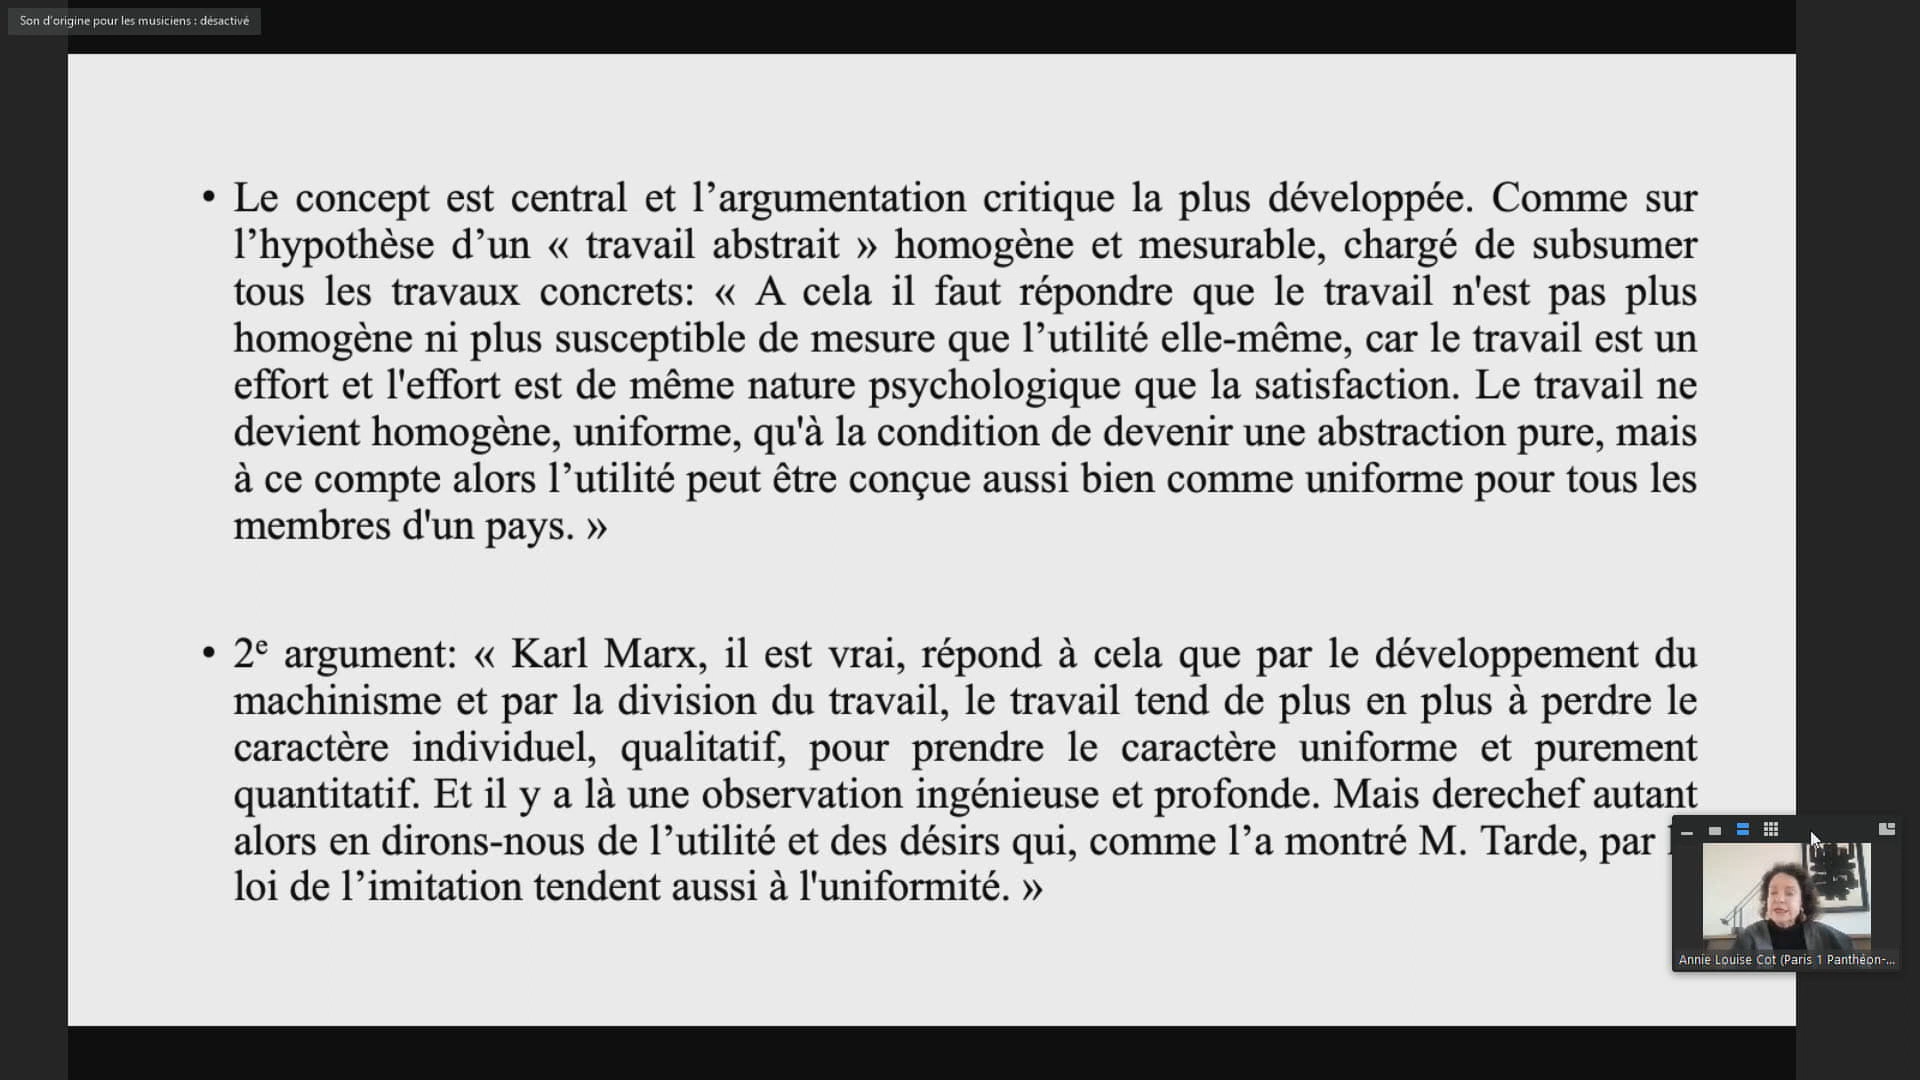 Son d'origine pour les musiciens : désactivé
• Le concept est central et l’argumentation critique la plus développée. Comme sur
l’hypothèse d’un « travail abstrait » homogène et mesurable, chargé de subsumer
tous les travaux concrets: « A cela il faut répondre que le travail n'est pas plus
homogène ni plus susceptible de mesure que l’utilité elle-même, car le travail est un
effort et l'effort est de même nature psychologique que la satisfaction. Le travail ne
devient homogène, uniforme, qu'à la condition de devenir une abstraction pure, mais
à ce compte alors l’utilité peut être conçue aussi bien comme uniforme pour tous les
membres d'un pays. »
• 2e argument: « Karl Marx, il est vrai, répond à cela que par le développement du
machinisme et par la division du travail, le travail tend de plus en plus à perdre le
caractère individuel, qualitatif, pour prendre le caractère uniforme et purement
quantitatif. Et il y a là une observation ingénieuse et profonde. Mais derechef autant
alors en dirons-nous de l’utilité et des désirs qui, comme l’a montré M. Tarde, par
loi de l’imitation tendent aussi à l'uniformité. »
Annie Louise Cot (Paris 1 Panthéon-...